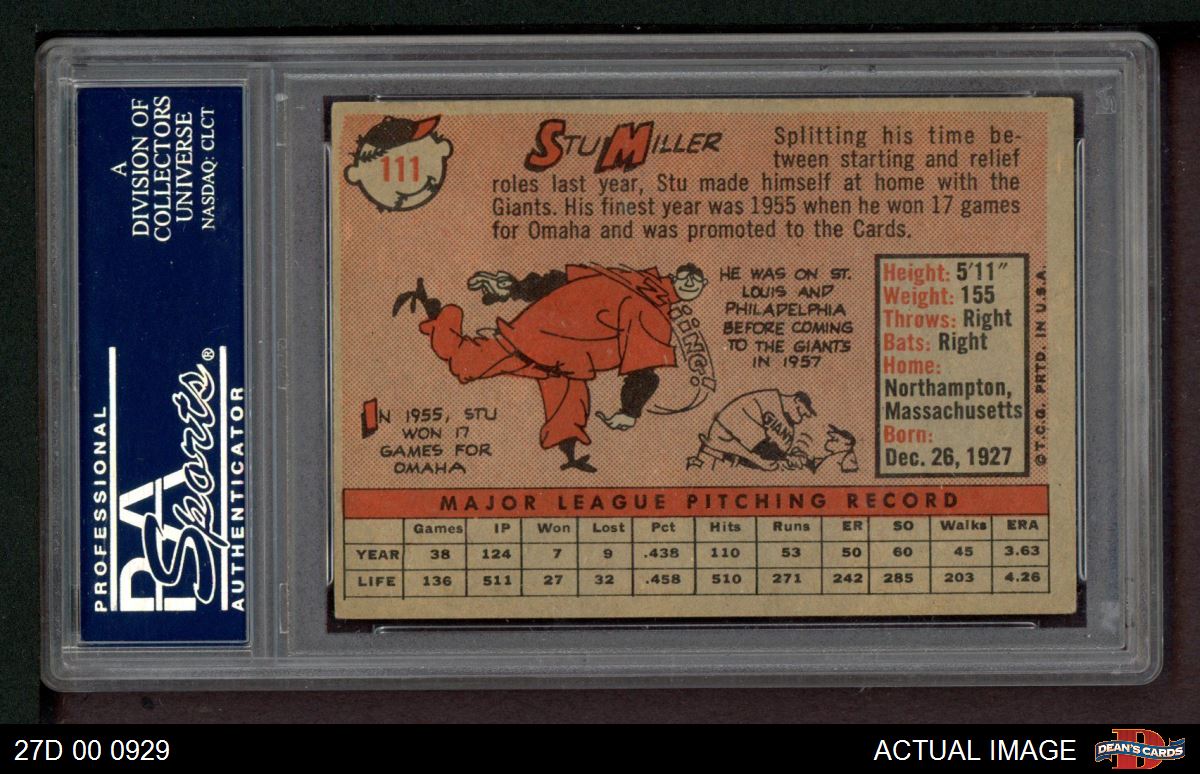 A
DIVISION OF
COLLECTORS
UNIVERSE
NASDAQ: CLCT
PROFESSIONAL
PSA
Sports®
AUTHENTICATOR
111
STU MILLER
Splitting his time be-
tween starting and relief
roles last year, Stu made himself at home with the
Giants. His finest year was 1955 when he won 17 games
for Omaha and was promoted to the Cards.
HE WAS ON ST.
LOUIS AND
PHILADELPHIA
BEFORE COMING
TO THE GIANTS
IN 1957
IN 1955, STU
WON 17
GAMES FOR
OMAHA
GIANTS
Height: 5'11"
Weight: 155
Throws: Right
Bats: Right
Home:
Northampton,
Massachusetts
Born:
Dec. 26, 1927
© T.C.G. PRTD. IN U.S.A.
MAJOR LEAGUE PITCHING RECORD
Games IP Won Lost Pct Hits Runs ER SO Walks ERA
YEAR 38 124 7 9 .438 110 53 50 60 45 3.63
LIFE 136 511 27 32 .458 510 271 242 285 203 4.26
27D 00 0929
ACTUAL IMAGE
DEAN'S CARDS